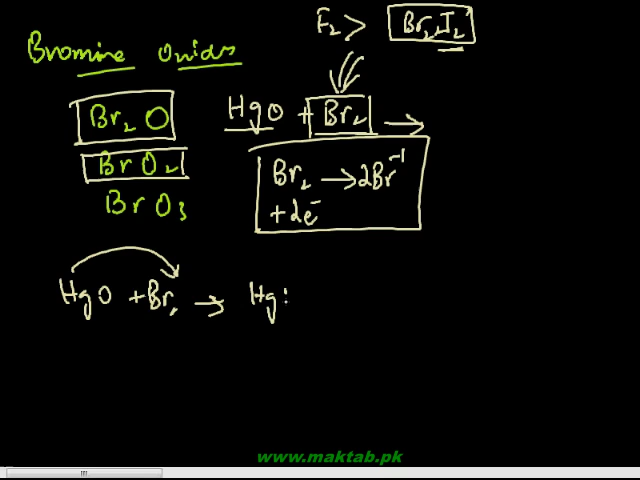 F₂ > Br₂, I₂
Bromine Oxides
Br₂O
HgO + Br₂ →
BrO₂
BrO₃
Br₂ → 2Br⁻¹
+ 2e⁻
HgO + Br₂ → Hg
www.maktab.pk